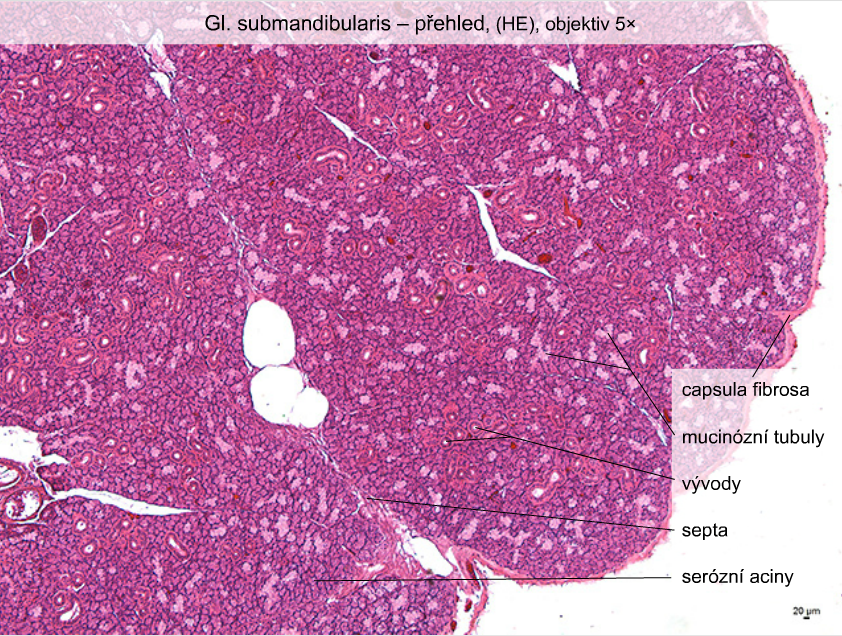 Gl. submandibularis – přehled, (HE), objektiv 5×
capsula fibrosa
mucinózní tubuly
vývody
septa
serózní aciny
20 µm